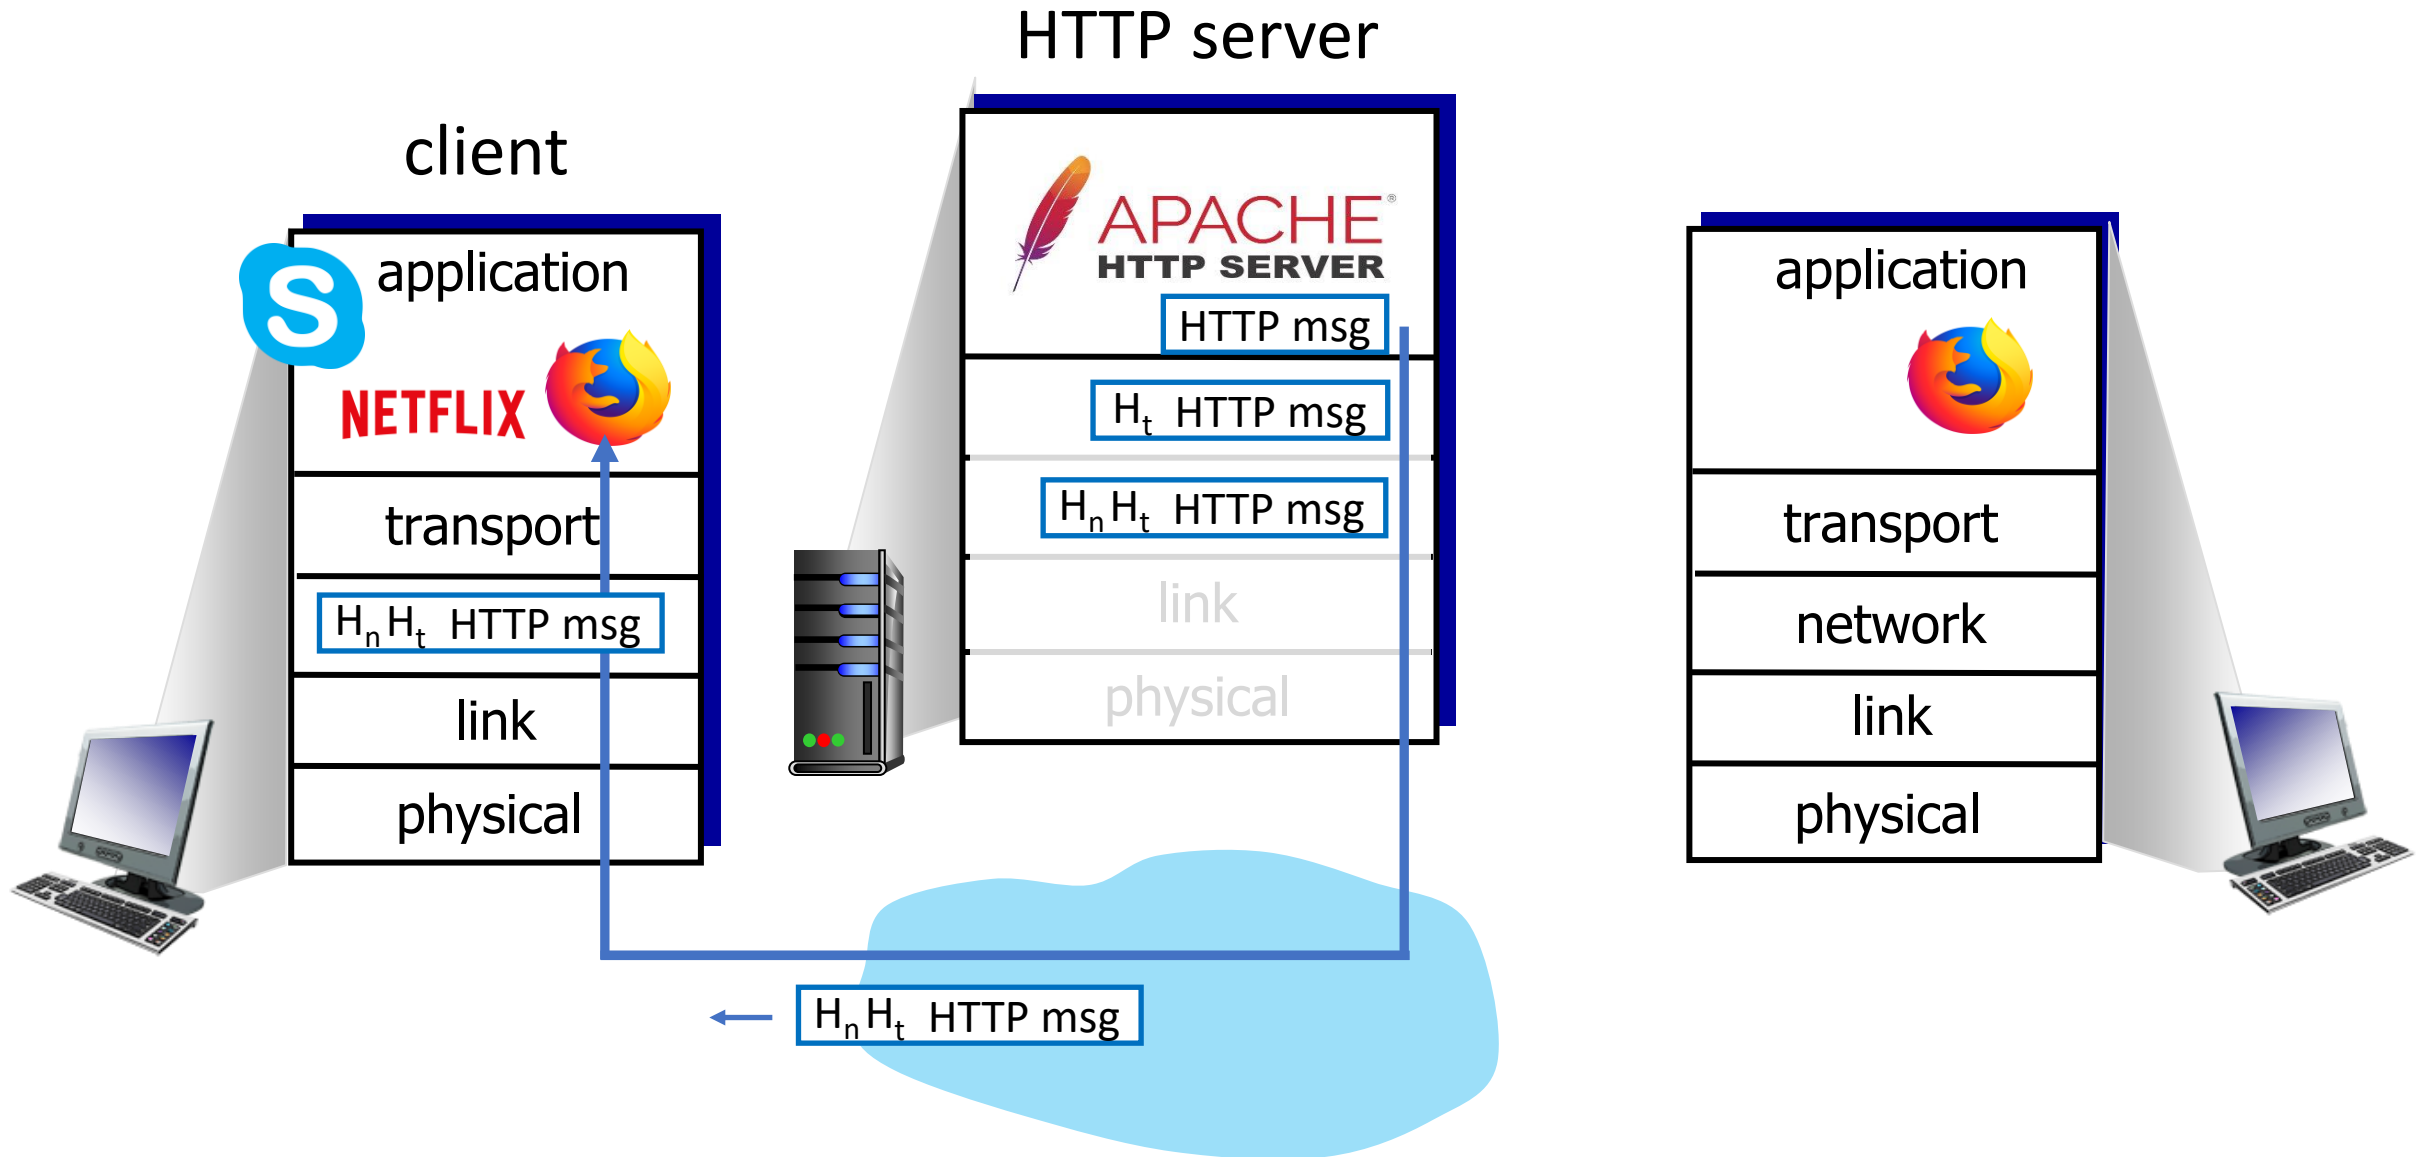 HTTP server
client
application
NETFLIX
transport
HₙHₜ HTTP msg
link
physical
APACHE®
HTTP SERVER
HTTP msg
Hₜ HTTP msg
HₙHₜ HTTP msg
link
physical
application
transport
network
link
physical
HₙHₜ HTTP msg